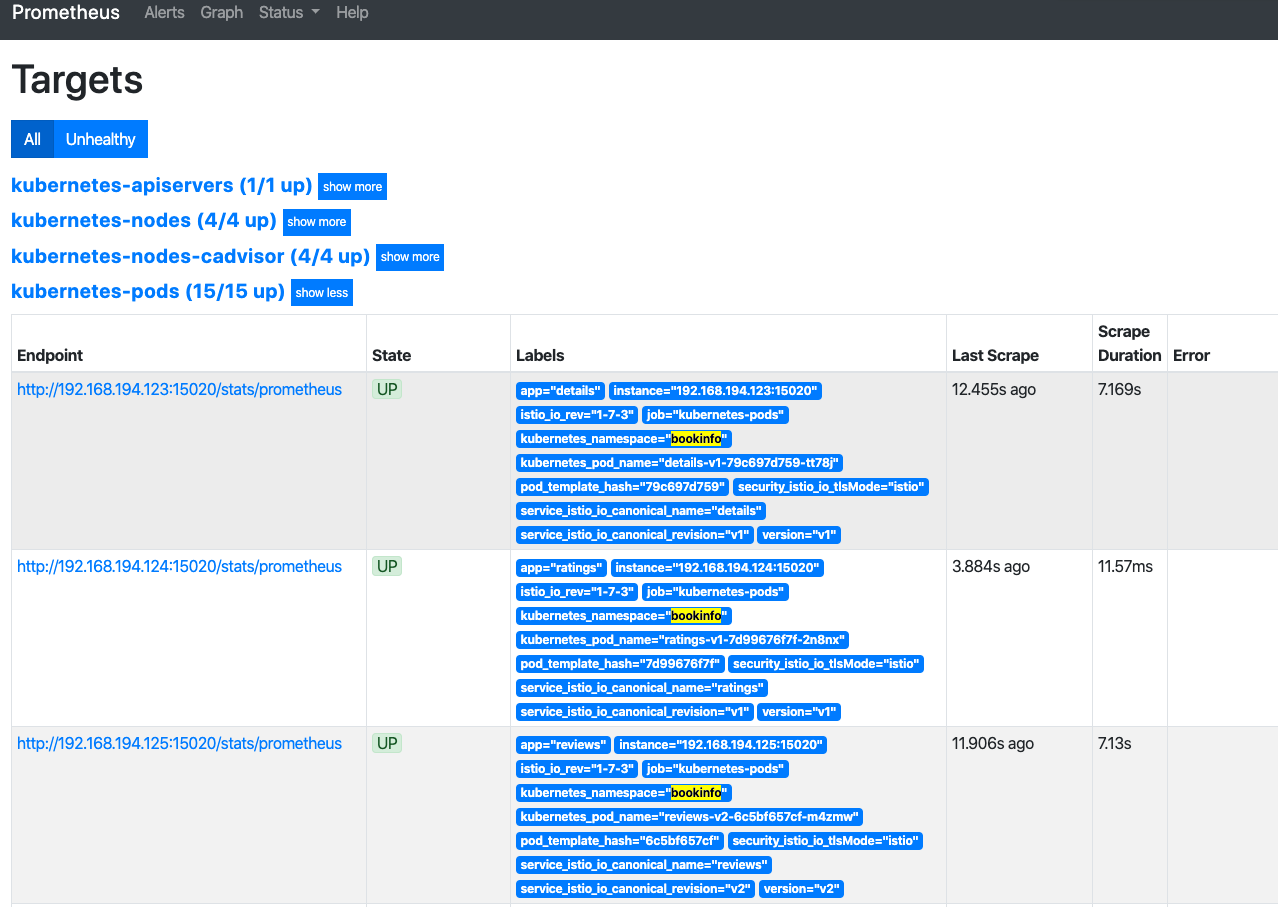 Prometheus Alerts Graph Status Help
Targets
All Unhealthy
kubernetes-apiservers (1/1 up) show more
kubernetes-nodes (4/4 up) show more
kubernetes-nodes-cadvisor (4/4 up) show more
kubernetes-pods (15/15 up) show less
Endpoint State Labels Last Scrape Scrape Duration Error
http://192.168.194.123:15020/stats/prometheus UP app="details" instance="192.168.194.123:15020" 12.455s ago 7.169s
istio_io_rev="1-7-3" job="kubernetes-pods"
kubernetes_namespace="bookinfo"
kubernetes_pod_name="details-v1-79c697d759-tt78j"
pod_template_hash="79c697d759" security_istio_io_tlsMode="istio"
service_istio_io_canonical_name="details"
service_istio_io_canonical_revision="v1" version="v1"
http://192.168.194.124:15020/stats/prometheus UP app="ratings" instance="192.168.194.124:15020" 3.884s ago 11.57ms
istio_io_rev="1-7-3" job="kubernetes-pods"
kubernetes_namespace="bookinfo"
kubernetes_pod_name="ratings-v1-7d99676f7f-2n8nx"
pod_template_hash="7d99676f7f" security_istio_io_tlsMode="istio"
service_istio_io_canonical_name="ratings"
service_istio_io_canonical_revision="v1" version="v1"
http://192.168.194.125:15020/stats/prometheus UP app="reviews" instance="192.168.194.125:15020" 11.906s ago 7.13s
istio_io_rev="1-7-3" job="kubernetes-pods"
kubernetes_namespace="bookinfo"
kubernetes_pod_name="reviews-v2-6c5bf657cf-m4zmw"
pod_template_hash="6c5bf657cf" security_istio_io_tlsMode="istio"
service_istio_io_canonical_name="reviews"
service_istio_io_canonical_revision="v2" version="v2"